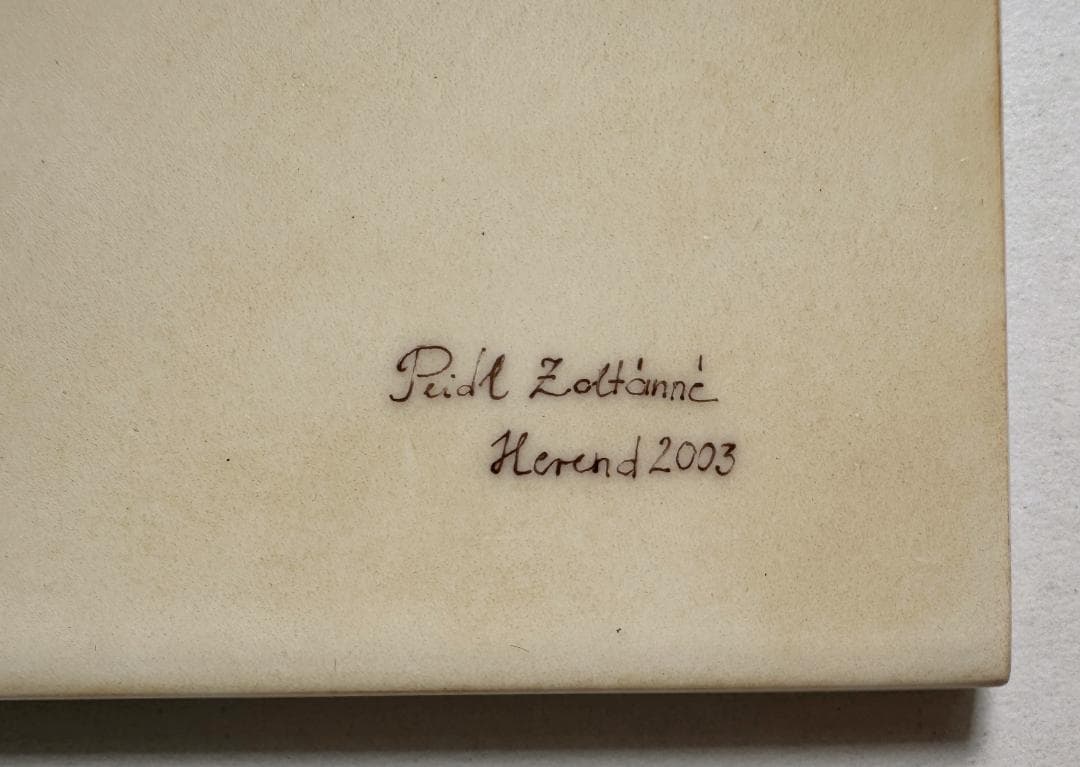 Peidl Zoltánné
Herend 2003